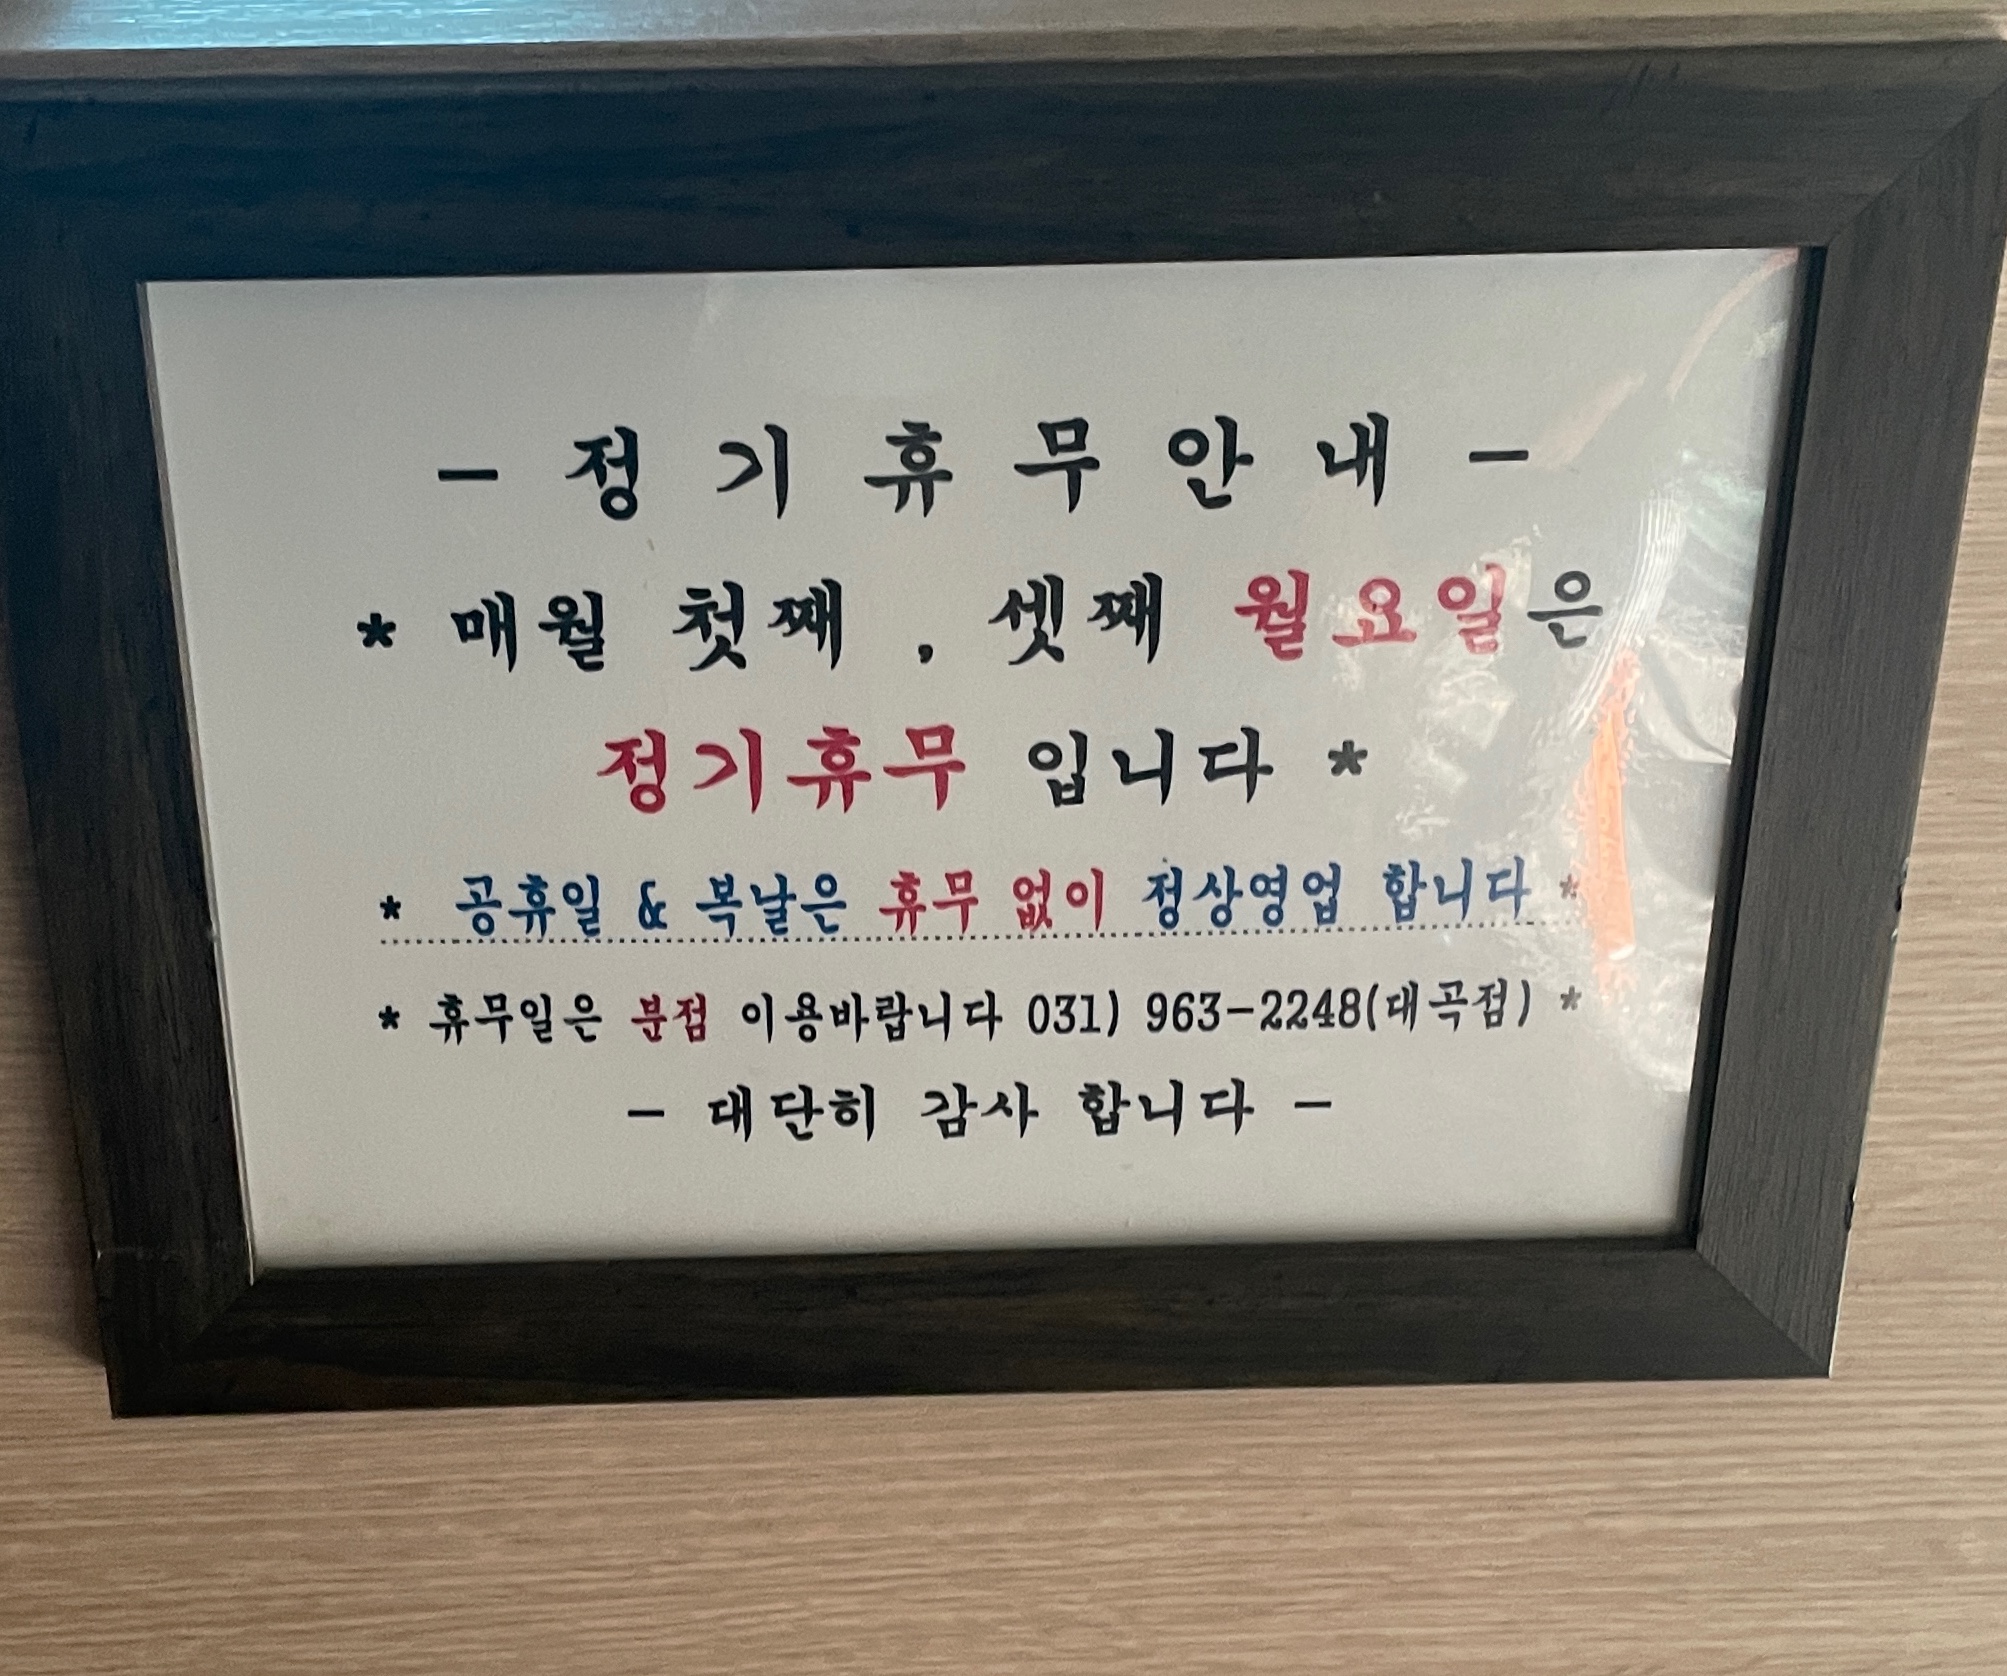 - 정 기 휴 무 안 내 -
* 매월 첫째 , 셋째 월요일은
정기휴무 입니다 *
* 공휴일 & 복날은 휴무 없이 정상영업 합니다 *
* 휴무일은 분점 이용바랍니다 031) 963-2248(대곡점) *
- 대단히 감사 합니다 -